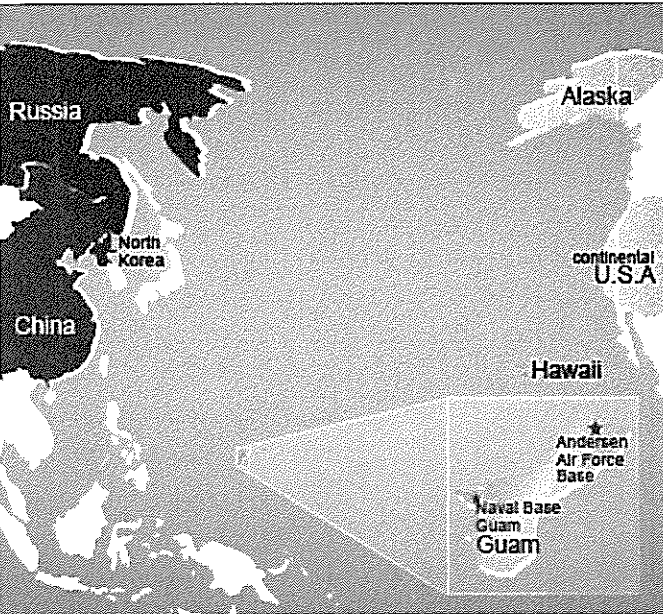 Alaska
Russia
North
Korea
continental
U.S.A
China
Hawaii
Andersen
Air Force
Base
Naval Base
Guam
Guam